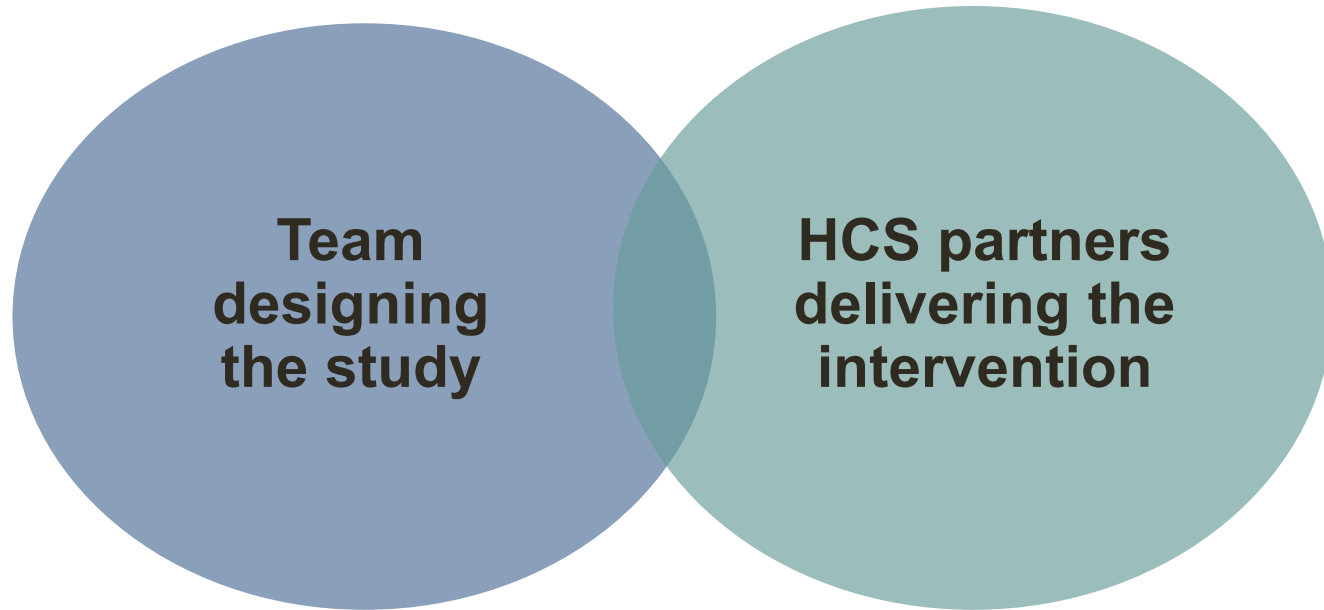 Team
designing
the study
HCS partners
delivering the
intervention